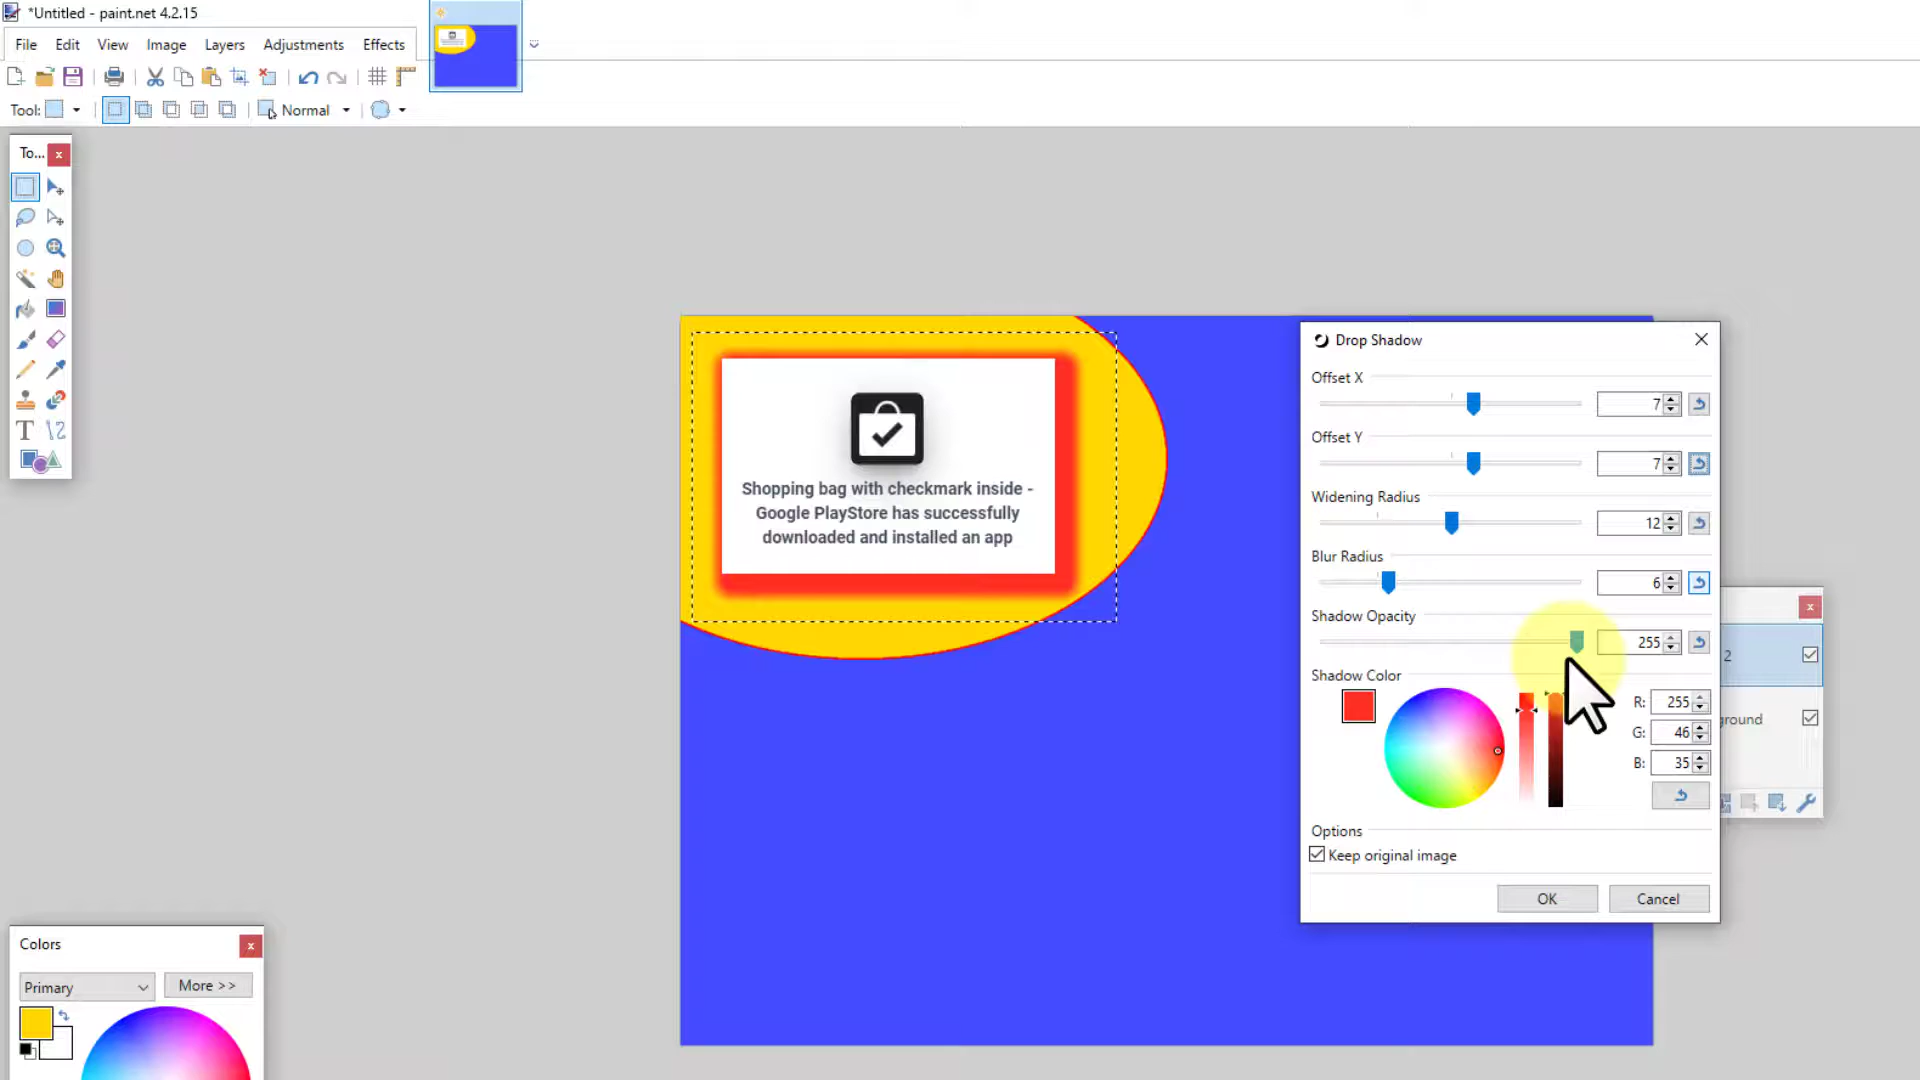 *Untitled - paint.net 4.2.15
File Edit View Image Layers Adjustments Effects
Tool: Normal
To...
Shopping bag with checkmark inside -
Google PlayStore has successfully
downloaded and installed an app
Drop Shadow
Offset X
7
Offset Y
7
Widening Radius
12
Blur Radius
6
Shadow Opacity
255
Shadow Color
R: 255
G: 46
B: 35
Options
Keep original image
OK Cancel
2
ground
Colors
Primary More >>